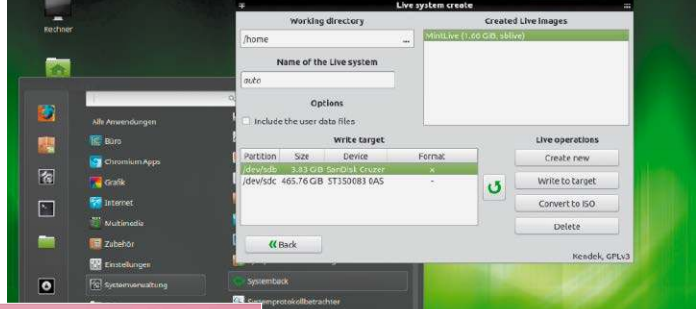 Live system create
Rechner
Working directory
/home
...
Name of the Live system
auto
Options
Include the user data files
Created Live images
MiniLive (1.00 GiB, sblive)
Write target
Partition Size Device Format
/dev/sdb 3.83 GiB SanDisk Cruzer x
/dev/sdc 465.76 GiB ST350083 0AS -
Live operations
Create new
Write to target
Convert to ISO
Delete
Back
Kendek, GPLv3
Alle Anwendungen
Büro
Chromium Apps
Grafik
Internet
Multimedia
Zubehör
Einstellungen
Systemverwaltung
Systemback
Systemprotokollbetrachter